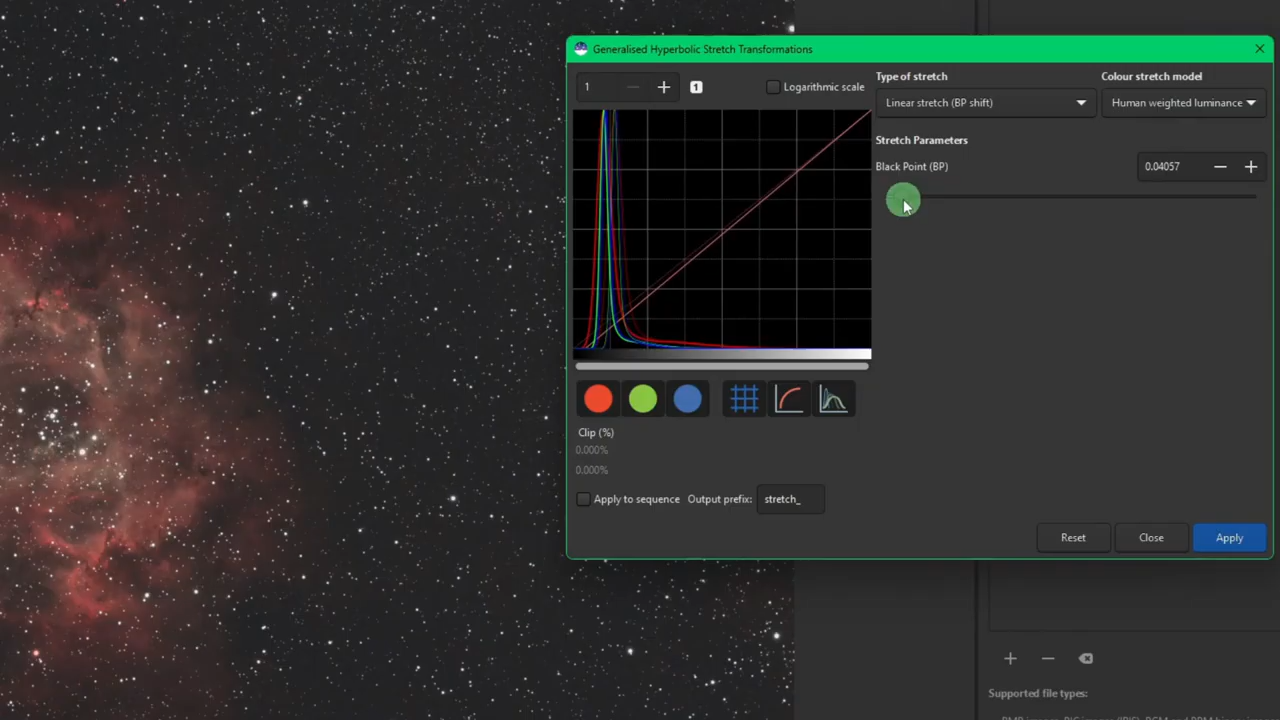 Generalised Hyperbolic Stretch Transformations
1
1
Logarithmic scale
Type of stretch
Colour stretch model
Linear stretch (BP shift)
Human weighted luminance
Stretch Parameters
Black Point (BP)
0.04057
Clip (%)
0.000%
0.000%
Apply to sequence
Output prefix:
stretch_
Reset
Close
Apply
Supported file types: